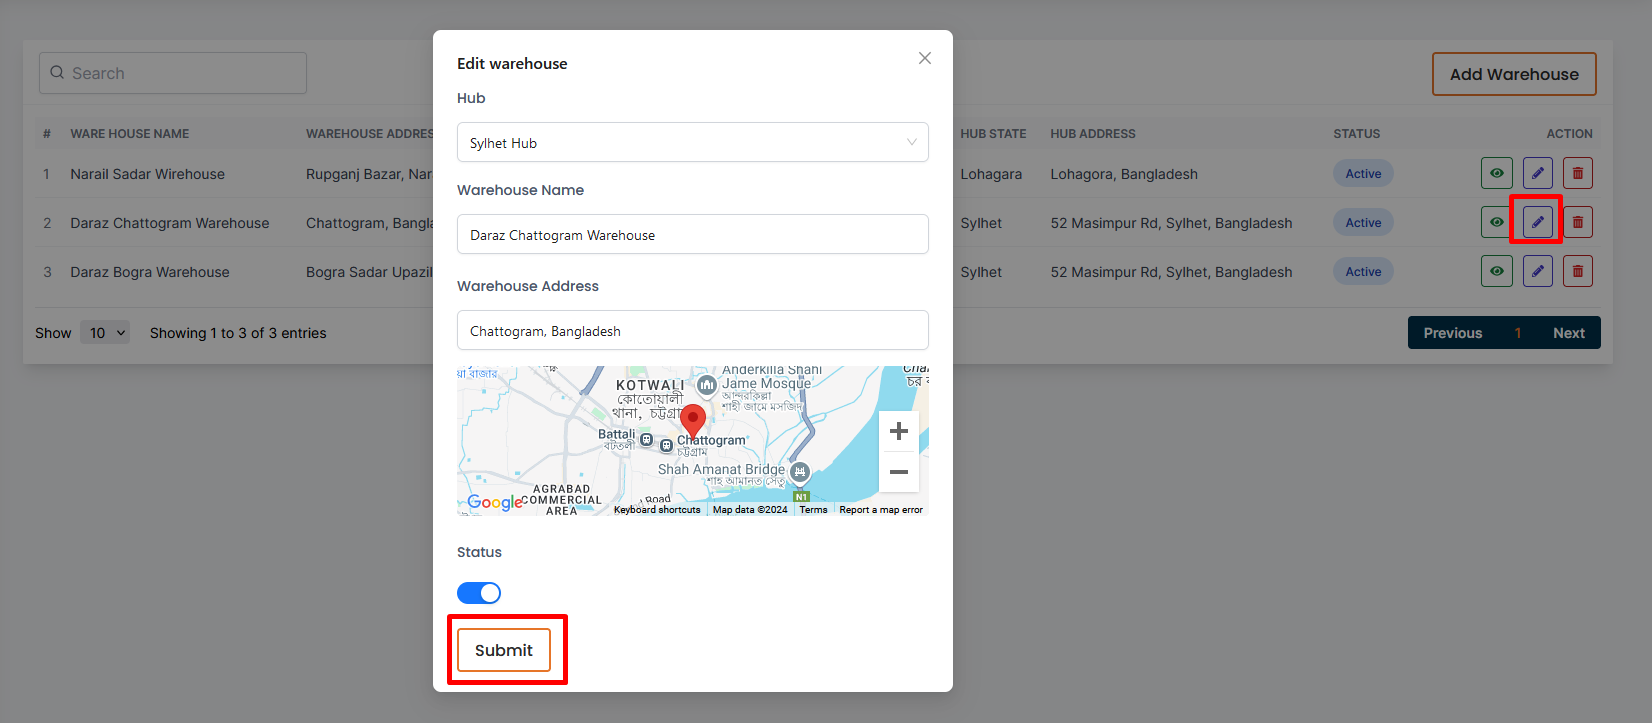 Search
Add Warehouse
# WARE HOUSE NAME WAREHOUSE ADDRES HUB STATE HUB ADDRESS STATUS ACTION
1 Narail Sadar Wirehouse Rupganj Bazar, Nar Lohagara Lohagora, Bangladesh Active
2 Daraz Chattogram Warehouse Chattogram, Bangla Sylhet 52 Masimpur Rd, Sylhet, Bangladesh Active
3 Daraz Bogra Warehouse Bogra Sadar Upazil Sylhet 52 Masimpur Rd, Sylhet, Bangladesh Active
Show 10 Showing 1 to 3 of 3 entries Previous 1 Next
Edit warehouse
Hub
Sylhet Hub
Warehouse Name
Daraz Chattogram Warehouse
Warehouse Address
Chattogram, Bangladesh
Anderkilla Shahi
Jame Mosque
আন্দরকিল্লা
শাহী জামে মসজিদ
KOTWALI
কোতোয়ালী
থানা, চট্টগ্রাম
Battali
বটতলী
Chattogram
চট্টগ্রাম
Shah Amanat Bridge
শাহ আমানত সেতু
N1
AGRABAD
COMMERCIAL
AREA
Road
Google
Keyboard shortcuts Map data ©2024 Terms Report a map error
Status
Submit